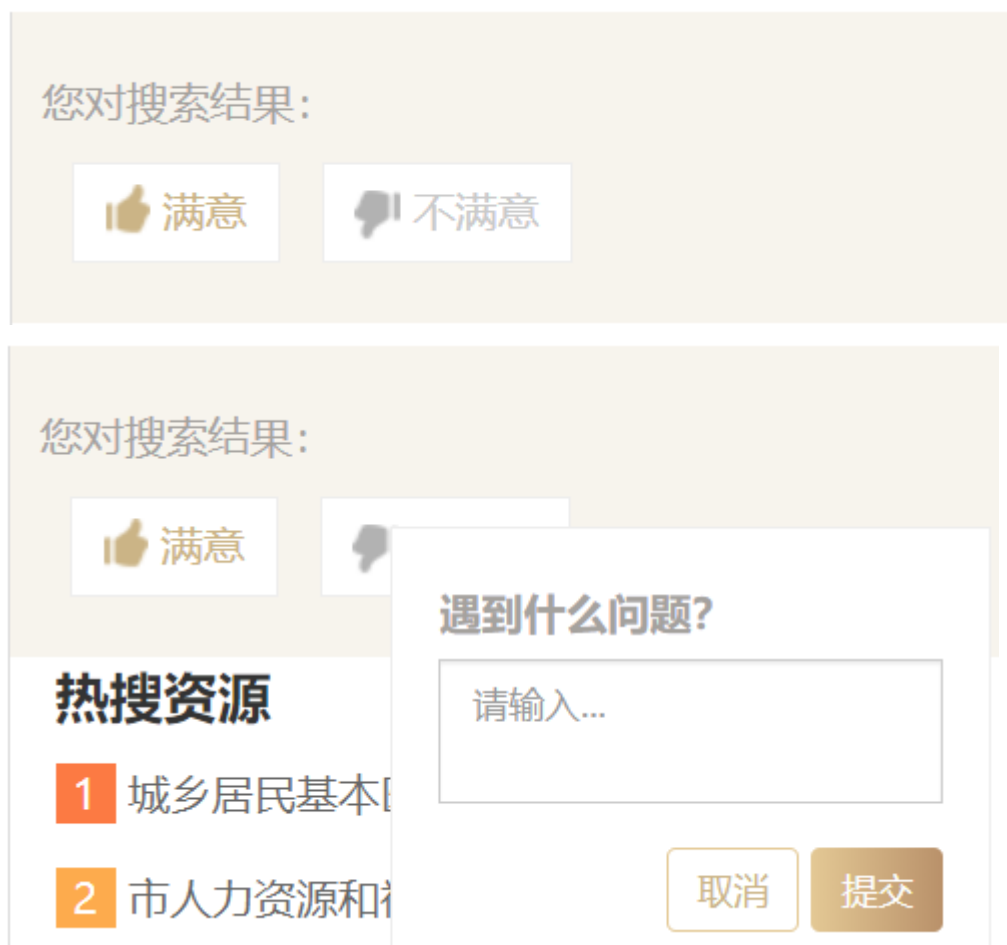 您对搜索结果：
满意 不满意
您对搜索结果：
满意
遇到什么问题？
请输入...
取消 提交
热搜资源
1 城乡居民基本
2 市人力资源和